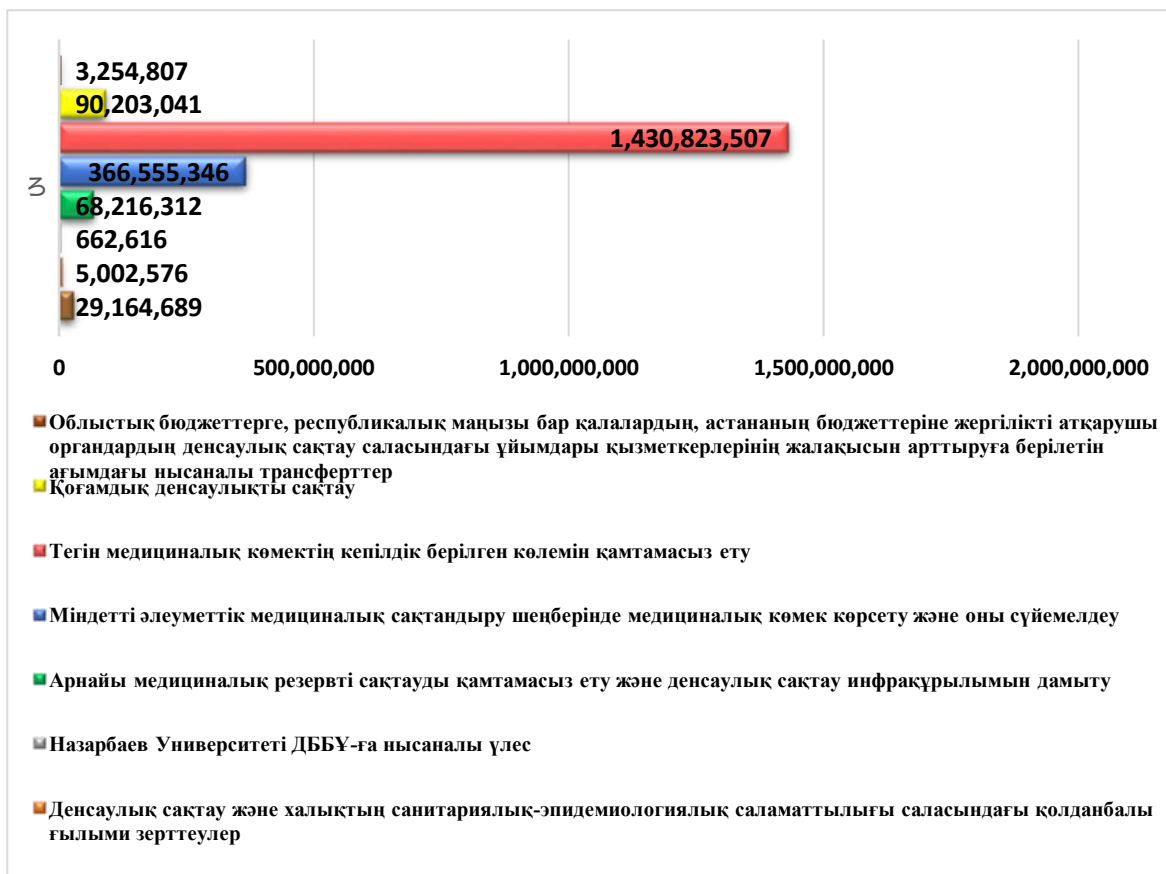 3,254,807
90,203,041
1,430,823,507
366,555,346
68,216,312
662,616
5,002,576
29,164,689
0 500,000,000 1,000,000,000 1,500,000,000 2,000,000,000
Облыстық бюджеттерге, республикалық маңызы бар қалалардың, астананың бюджеттеріне жергілікті атқарушы
органдардың денсаулық сақтау саласындағы ұйымдары қызметкерлерінің жалақысын арттыруға берілетін
ағымдағы нысаналы трансферттер
Қоғамдық денсаулықты сақтау
Тегін медициналық көмектің кепілдік берілген көлемін қамтамасыз ету
Міндетті әлеуметтік медициналық сақтандыру шеңберінде медициналық көмек көрсету және оны сүйемелдеу
Арнайы медициналық резервті сақтауды қамтамасыз ету және денсаулық сақтау инфрақұрылымын дамыту
Назарбаев Университеті ДББҰ-ға нысаналы үлес
Денсаулық сақтау және халықтың санитариялық-эпидемиологиялық саламаттылығы саласындағы қолданбалы
ғылыми зерттеулер